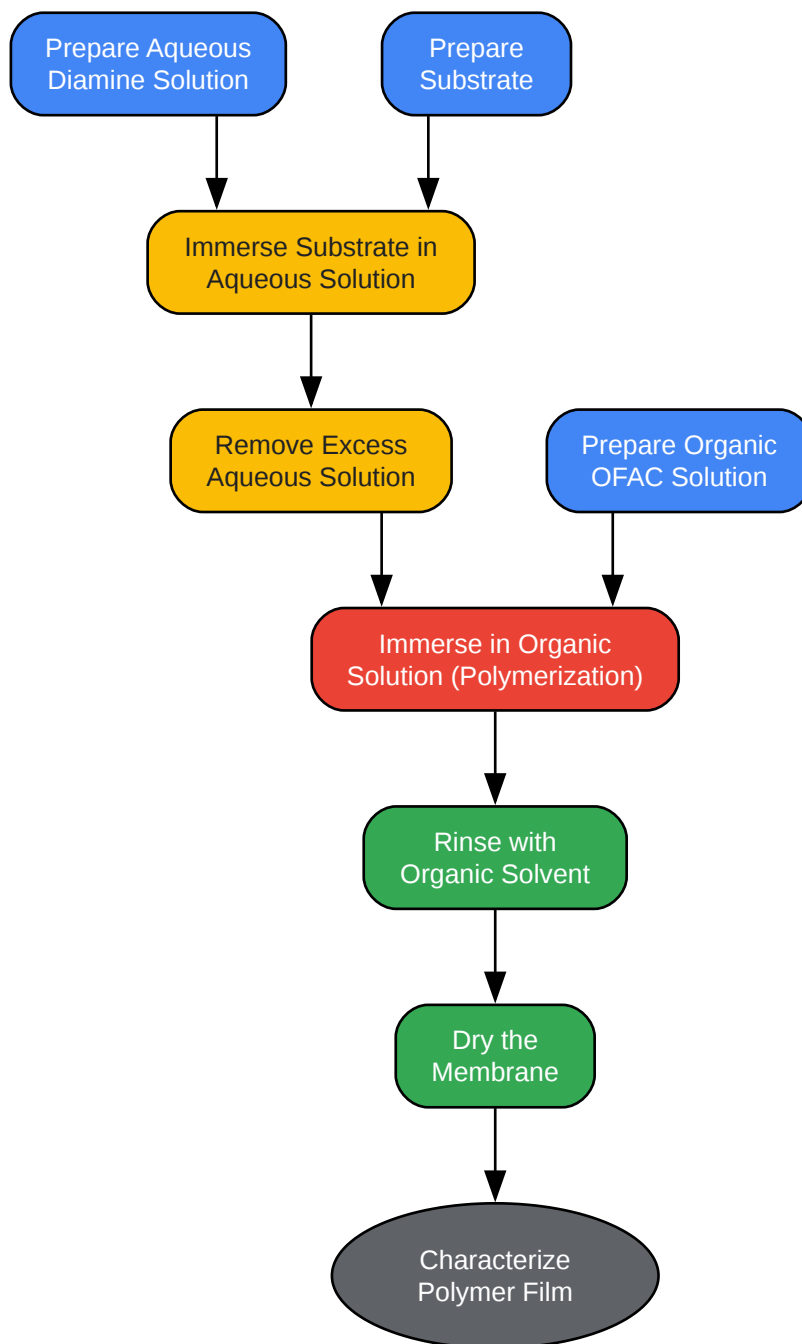 Prepare Aqueous
Diamine Solution
Prepare
Substrate
Immerse Substrate in
Aqueous Solution
Remove Excess
Aqueous Solution
Prepare Organic
OFAC Solution
Immerse in Organic
Solution (Polymerization)
Rinse with
Organic Solvent
Dry the
Membrane
Characterize
Polymer Film